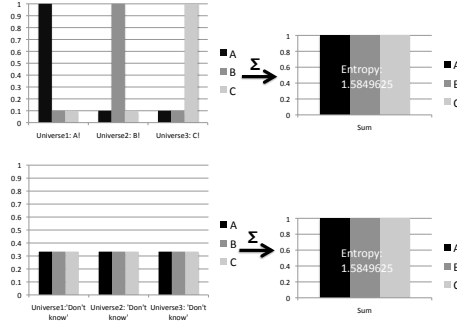 1
0.9
0.8
0.7
0.6
0.5
0.4
0.3
0.2
0.1
0
Universe1: A! Universe2: B! Universe3: C!
A
B
C
Σ
1
0.8
0.6
0.4
0.2
0
Entropy:
1.5849625
Sum
A
B
C
1
0.9
0.8
0.7
0.6
0.5
0.4
0.3
0.2
0.1
0
Universe1:'Don't Universe2: 'Don't Universe3: 'Don't
know' know' know'
A
B
C
Σ
1
0.8
0.6
0.4
0.2
0
Entropy:
1.5849625
Sum
A
B
C